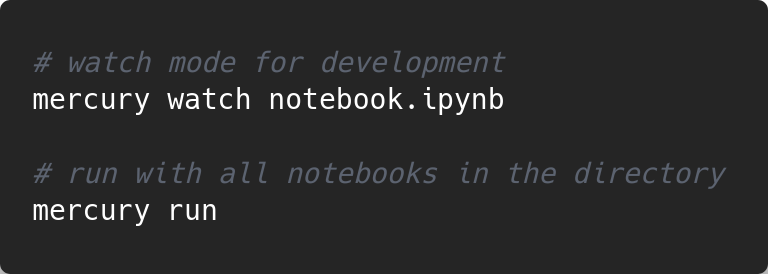 # watch mode for development
mercury watch notebook.ipynb
# run with all notebooks in the directory
mercury run